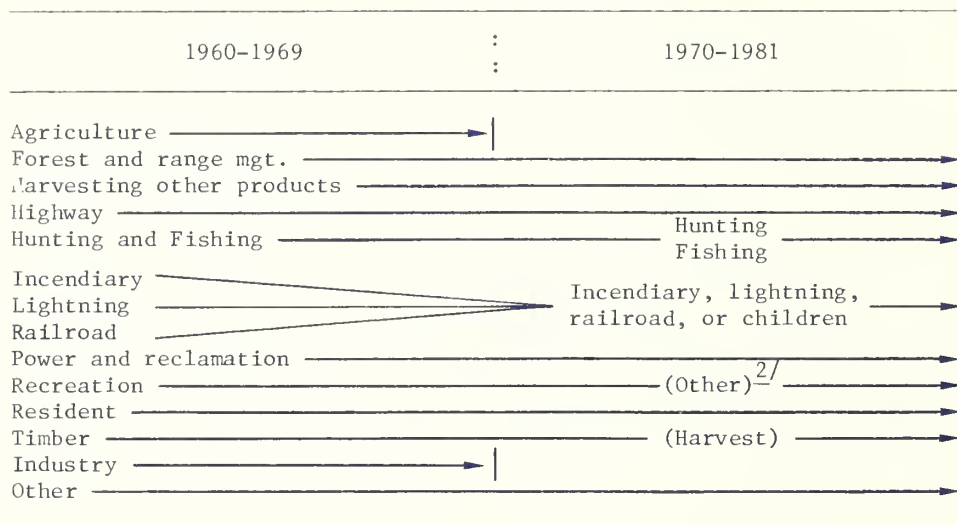 1960-1969 : : 1970-1981
Agriculture
Forest and range mgt.
Harvesting other products
Highway
Hunting and Fishing Hunting
Fishing
Incendiary
Lightning Incendiary, lightning,
Railroad railroad, or children
Power and reclamation
Recreation (Other) 2/
Resident
Timber (Harvest)
Industry
Other